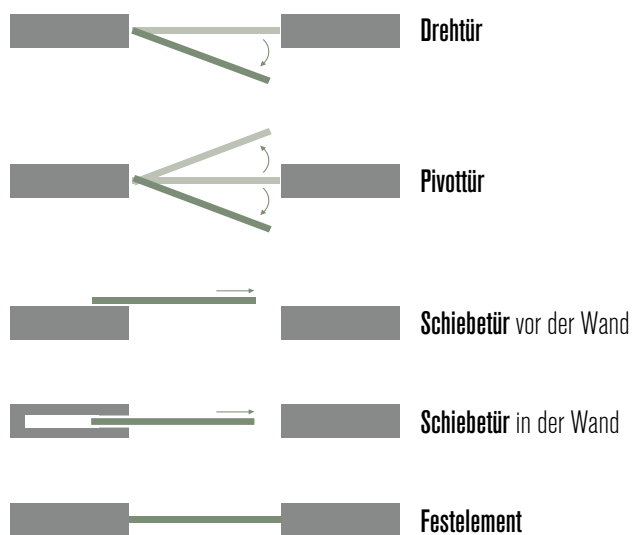 Drehtür
Pivottür
Schiebetür vor der Wand
Schiebetür in der Wand
Festelement